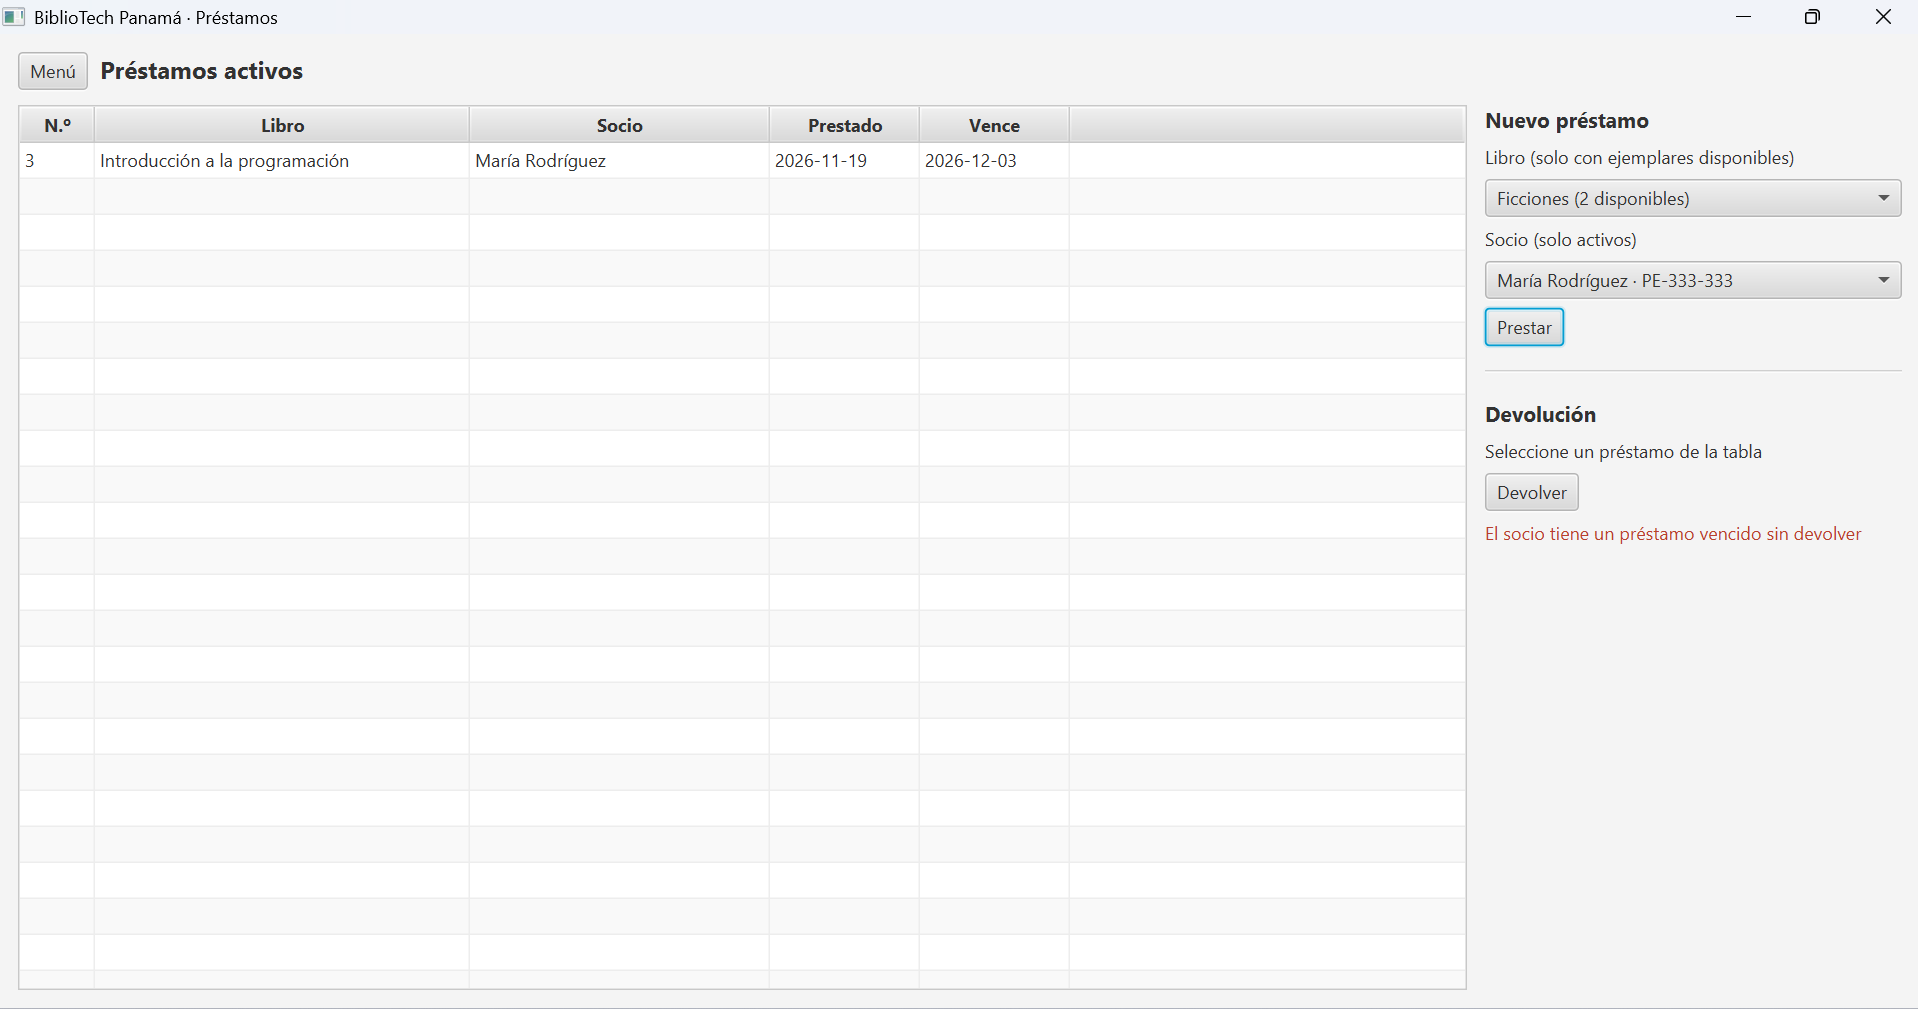 BiblioTech Panamá · Préstamos
Menú
Préstamos activos
N.º Libro Socio Prestado Vence
3 Introducción a la programación María Rodríguez 2026-11-19 2026-12-03
Nuevo préstamo
Libro (solo con ejemplares disponibles)
Ficciones (2 disponibles)
Socio (solo activos)
María Rodríguez · PE-333-333
Prestar
Devolución
Seleccione un préstamo de la tabla
Devolver
El socio tiene un préstamo vencido sin devolver